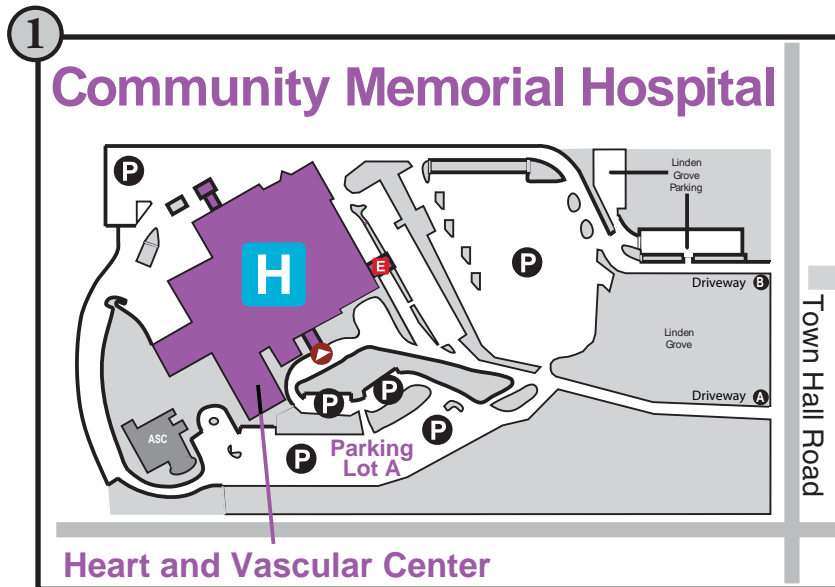 1
Community Memorial Hospital
P
Linden
Grove
Parking
H
E
P
Driveway B
Linden
Grove
Town Hall Road
Driveway A
P
P
P
ASC
P
Parking
Lot A
Heart and Vascular Center